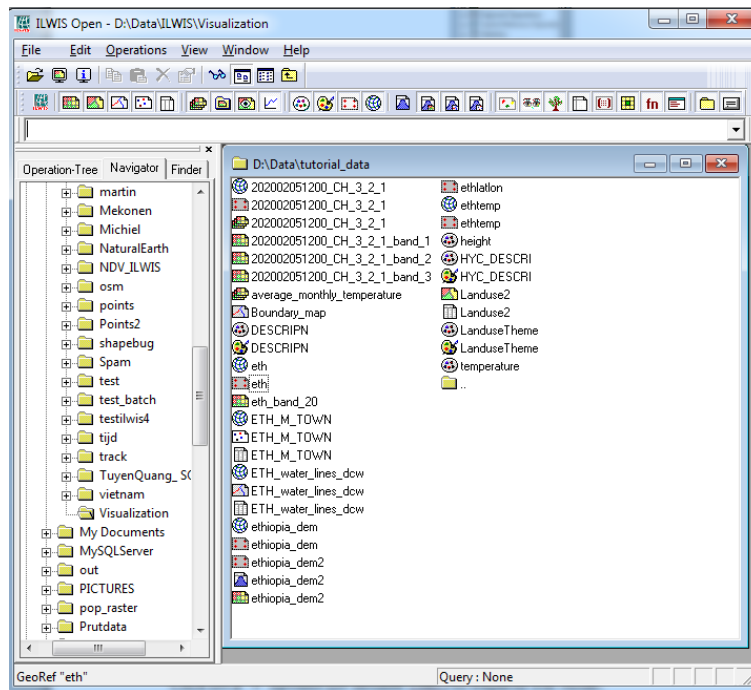 ILWIS Open - D:\Data\ILWIS\Visualization
File Edit Operations View Window Help
fn
Operation-Tree Navigator Finder
martin
Mekonen
Michiel
NaturalEarth
NDV_ILWIS
osm
points
Points2
shapebug
Spam
test
test_batch
testilwis4
tijd
track
TuyenQuang_ S(
vietnam
Visualization
My Documents
MySQLServer
out
PICTURES
pop_raster
Prutdata
D:\Data\tutorial_data
202002051200_CH_3_2_1
202002051200_CH_3_2_1
202002051200_CH_3_2_1
202002051200_CH_3_2_1_band_1
202002051200_CH_3_2_1_band_2
202002051200_CH_3_2_1_band_3
average_monthly_temperature
Boundary_map
DESCRIPN
DESCRIPN
eth
eth
eth_band_20
ETH_M_TOWN
ETH_M_TOWN
ETH_M_TOWN
ETH_water_lines_dcw
ETH_water_lines_dcw
ETH_water_lines_dcw
ethiopia_dem
ethiopia_dem
ethiopia_dem2
ethiopia_dem2
ethiopia_dem2
ethlatlon
ethtemp
ethtemp
height
HYC_DESCRI
HYC_DESCRI
Landuse2
Landuse2
LanduseTheme
LanduseTheme
temperature
..
GeoRef "eth"
Query : None